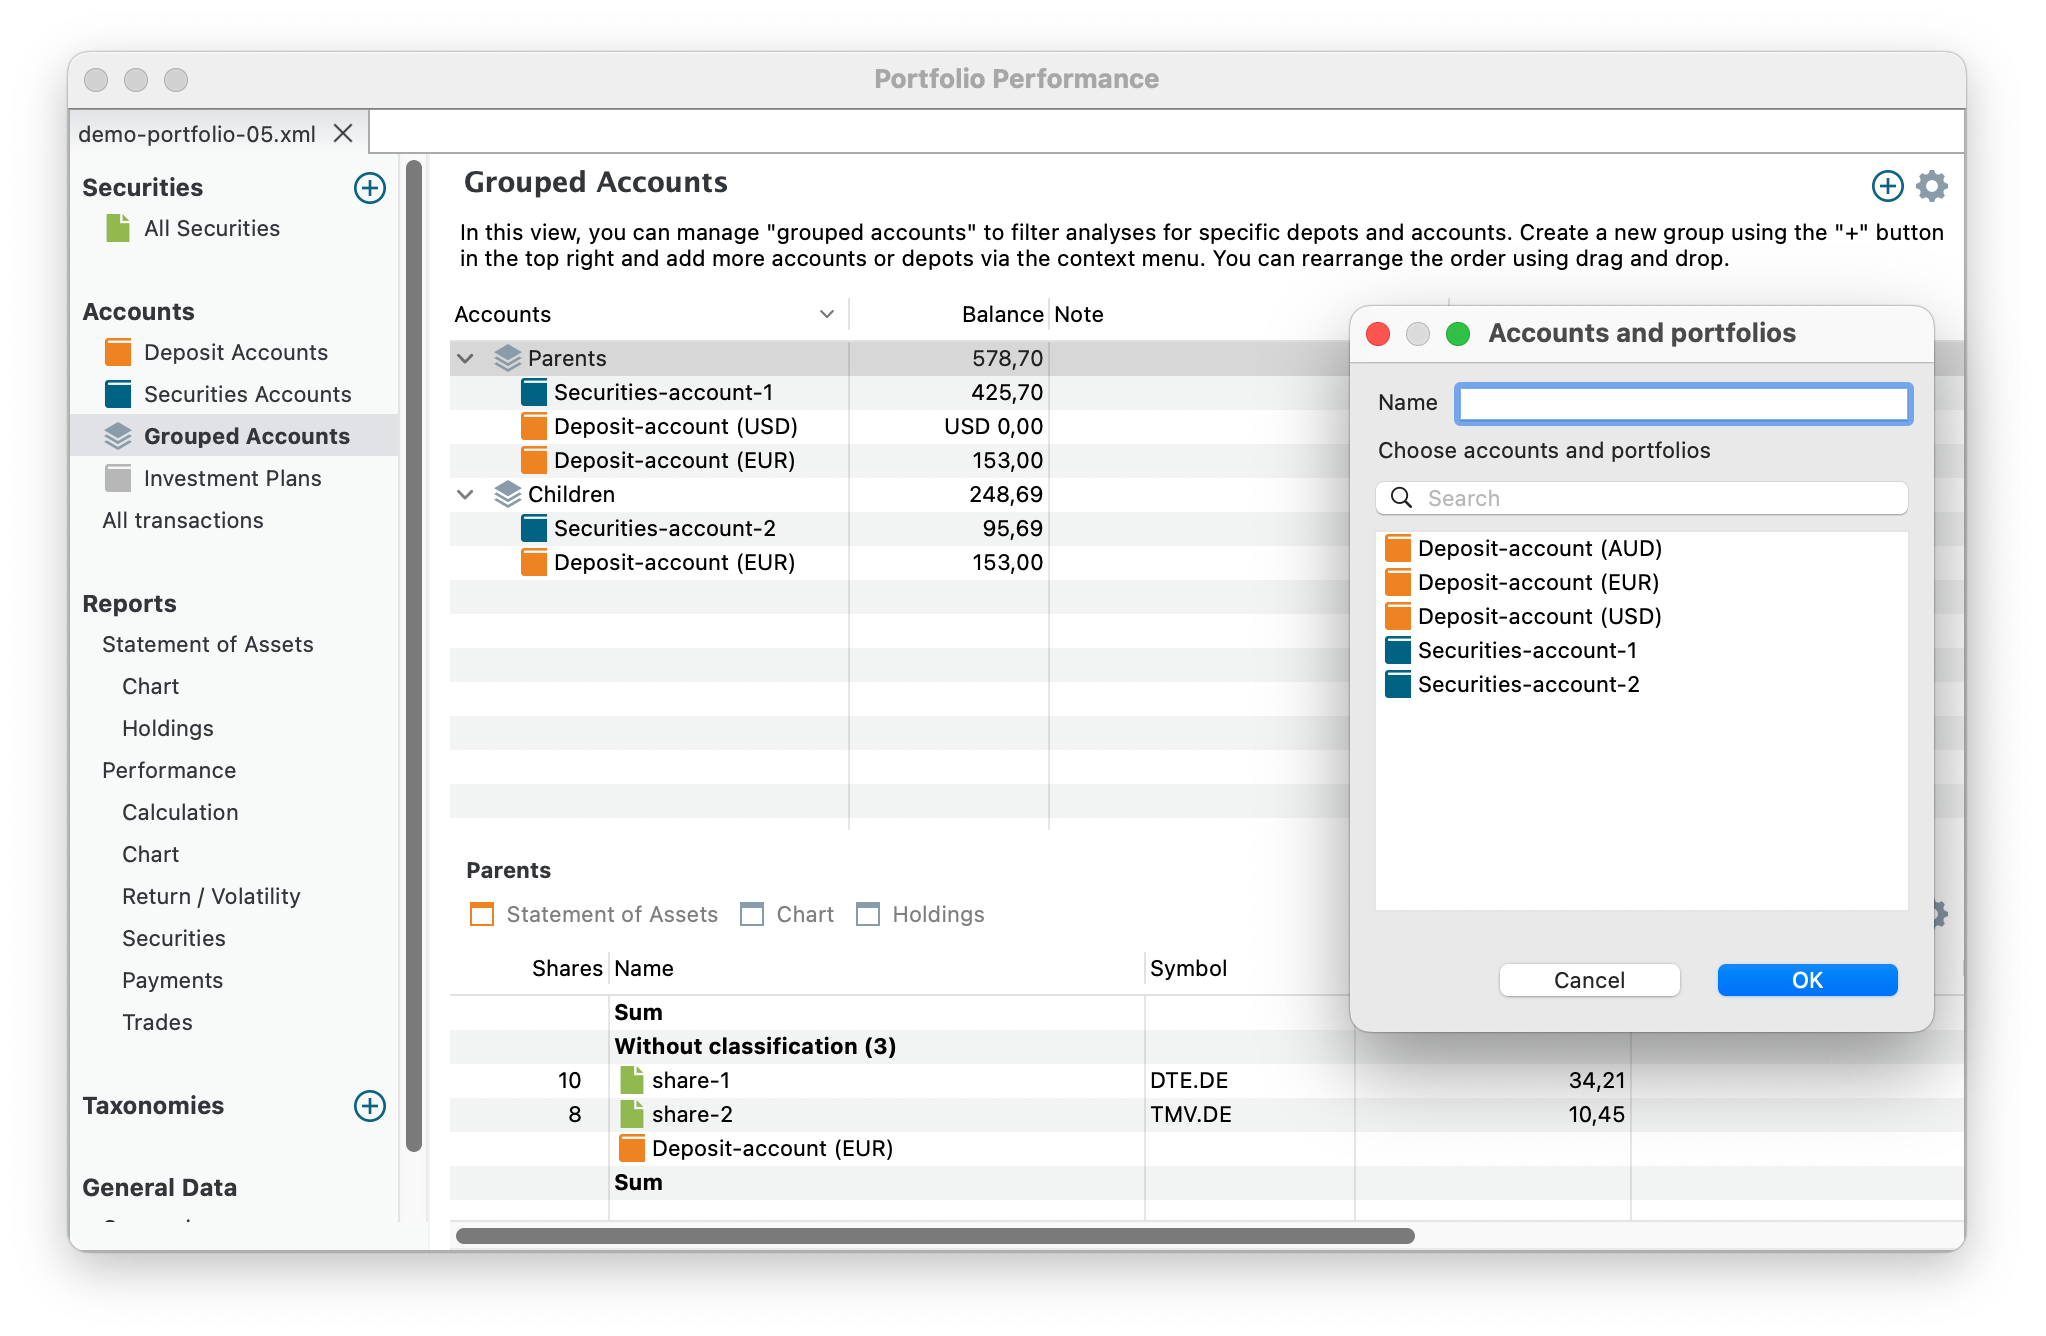 Portfolio Performance
demo-portfolio-05.xml
Securities
All Securities
Accounts
Deposit Accounts
Securities Accounts
Grouped Accounts
Investment Plans
All transactions
Reports
Statement of Assets
Chart
Holdings
Performance
Calculation
Chart
Return / Volatility
Securities
Payments
Trades
Taxonomies
General Data
Grouped Accounts
In this view, you can manage "grouped accounts" to filter analyses for specific depots and accounts. Create a new group using the "+" button
in the top right and add more accounts or depots via the context menu. You can rearrange the order using drag and drop.
Accounts Balance Note
Parents 578,70
Securities-account-1 425,70
Deposit-account (USD) USD 0,00
Deposit-account (EUR) 153,00
Children 248,69
Securities-account-2 95,69
Deposit-account (EUR) 153,00
Parents
Statement of Assets Chart Holdings
Shares Name Symbol
Sum
Without classification (3)
10 share-1 DTE.DE 34,21
8 share-2 TMV.DE 10,45
Deposit-account (EUR)
Sum
Accounts and portfolios
Name
Choose accounts and portfolios
Search
Deposit-account (AUD)
Deposit-account (EUR)
Deposit-account (USD)
Securities-account-1
Securities-account-2
Cancel OK